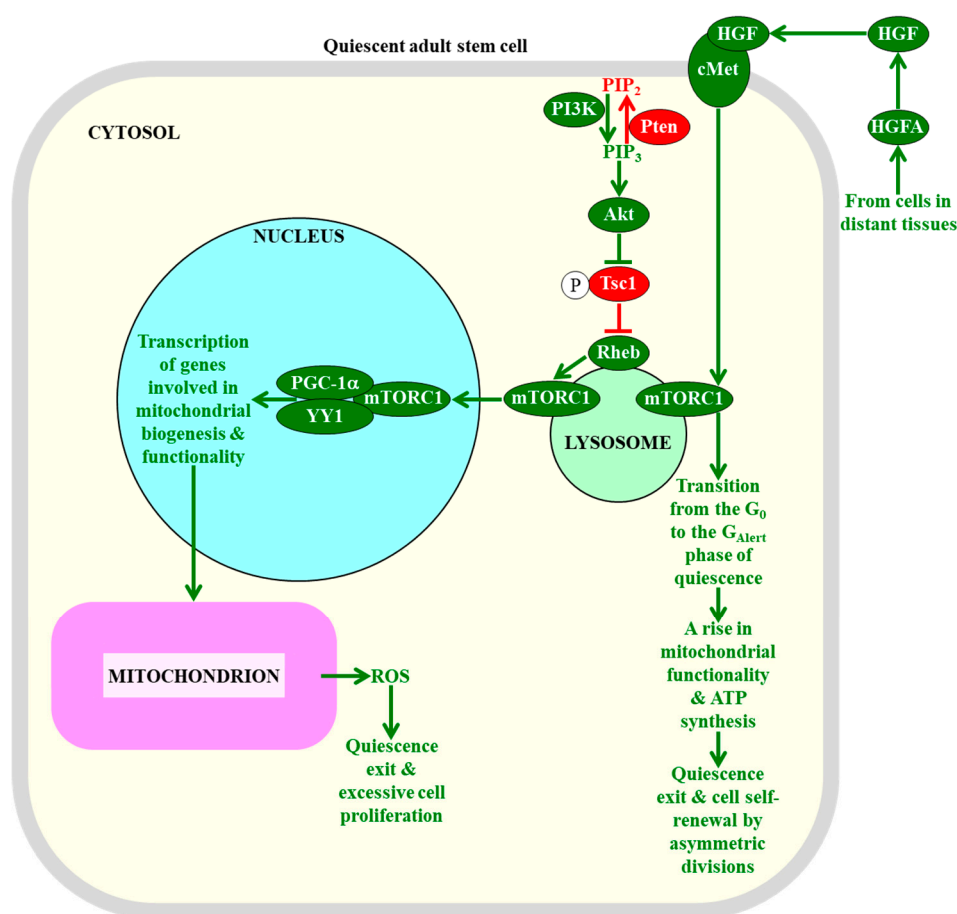 Quiescent adult stem cell
HGF
HGF
cMet
HGFA
From cells in
distant tissues
CYTOSOL
PIP2
PI3K
Pten
PIP3
Akt
P
Tsc1
Rheb
mTORC1
mTORC1
LYSOSOME
NUCLEUS
Transcription
of genes
involved in
mitochondrial
biogenesis &
functionality
PGC-1α
YY1
mTORC1
Transition
from the G0
to the GAlert
phase of
quiescence
A rise in
mitochondrial
functionality
& ATP
synthesis
Quiescence
exit & cell self-
renewal by
asymmetric
divisions
MITOCHONDRION
ROS
Quiescence
exit &
excessive cell
proliferation